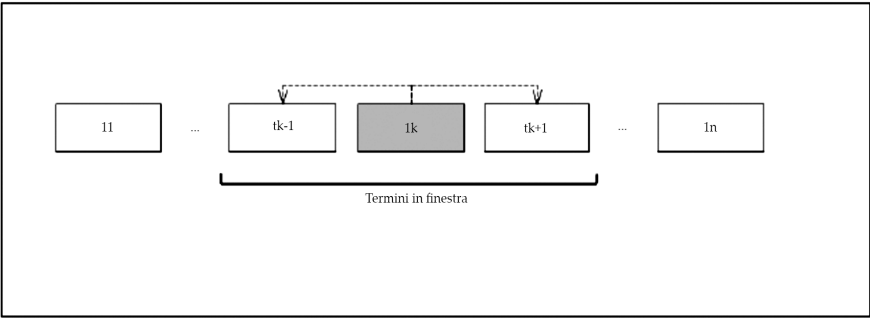 11 ... tk-1 1k tk+1 ... 1n
Termini in finestra